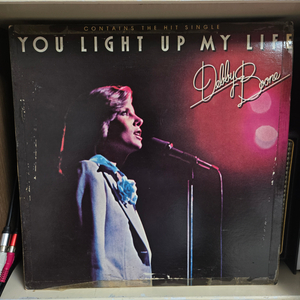 CONTAINS THE HIT SINGLE
YOU LIGHT UP MY LIFE
Debby Boone